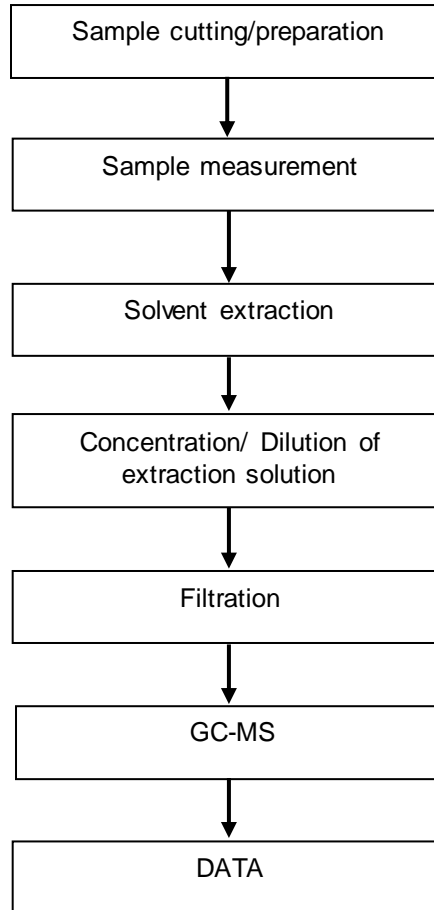 Sample cutting/preparation
Sample measurement
Solvent extraction
Concentration/ Dilution of
extraction solution
Filtration
GC-MS
DATA